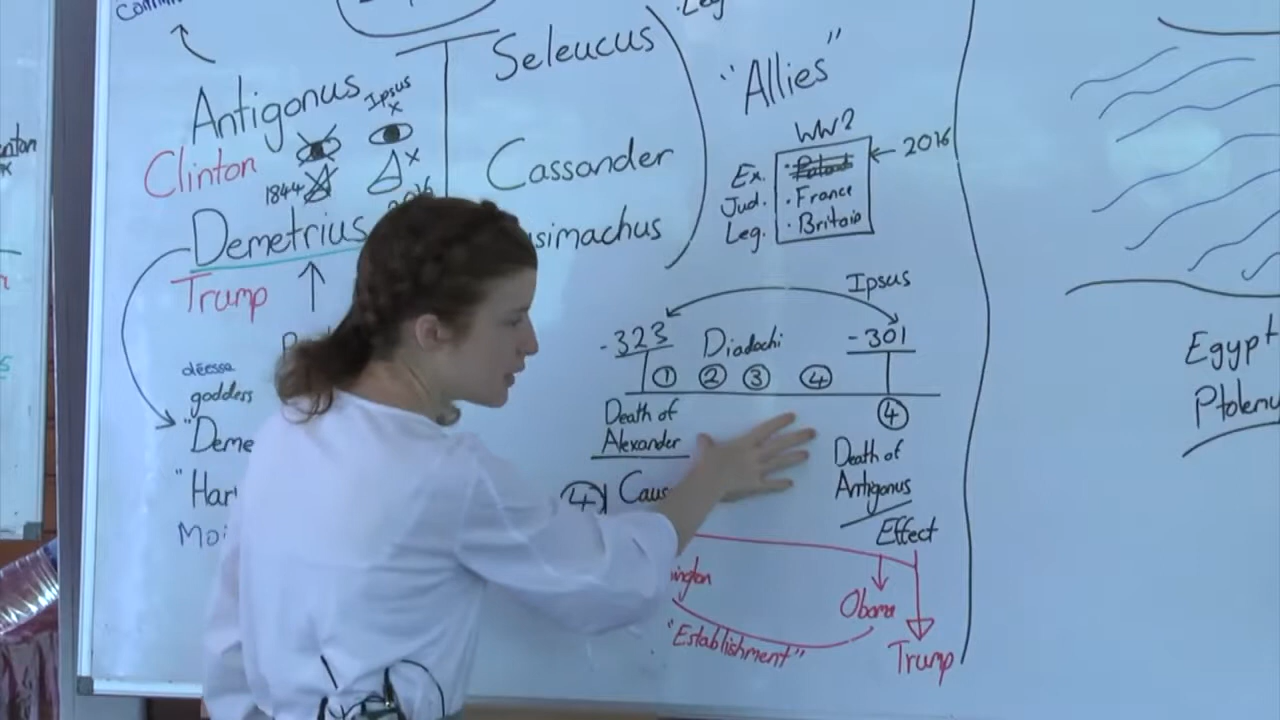 Antigonus
Ipsus
x
Clinton
1844
x
Demetrius
Trump
déesse
goddess
"Deme
"Har
Moi
Seleucus
Cassander
simachus
"Allies"
WW2
2016
Ex.
Jud. · France
Leg. · Britain
Ipsus
-323 Diadochi -301
1 2 3 4
4
Death of
Alexander
Death of
Antigonus
4 Caus
Effect
ington
Obama
"Establishment"
Trump
Egypt
Ptolemy